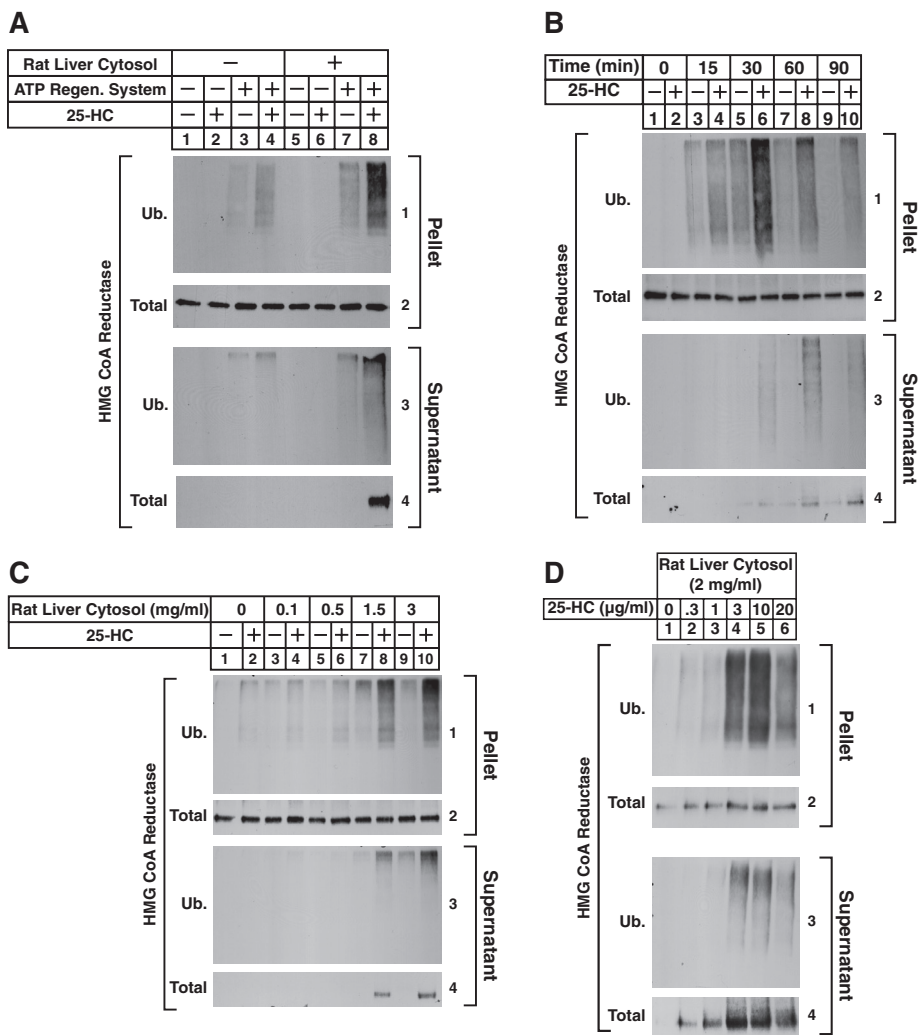 A
Rat Liver Cytosol − +
ATP Regen. System − − + + − − + +
25-HC − + − + − + − +
1 2 3 4 5 6 7 8
HMG CoA Reductase
Ub. 1
Total 2
Pellet
Ub. 3
Total 4
Supernatant
B
Time (min) 0 15 30 60 90
25-HC − + − + − + − + − +
1 2 3 4 5 6 7 8 9 10
HMG CoA Reductase
Ub. 1
Total 2
Pellet
Ub. 3
Total 4
Supernatant
C
Rat Liver Cytosol (mg/ml) 0 0.1 0.5 1.5 3
25-HC − + − + − + − + − +
1 2 3 4 5 6 7 8 9 10
HMG CoA Reductase
Ub. 1
Total 2
Pellet
Ub. 3
Total 4
Supernatant
D
Rat Liver Cytosol
(2 mg/ml)
25-HC (µg/ml) 0 .3 1 3 10 20
1 2 3 4 5 6
HMG CoA Reductase
Ub. 1
Total 2
Pellet
Ub. 3
Total 4
Supernatant